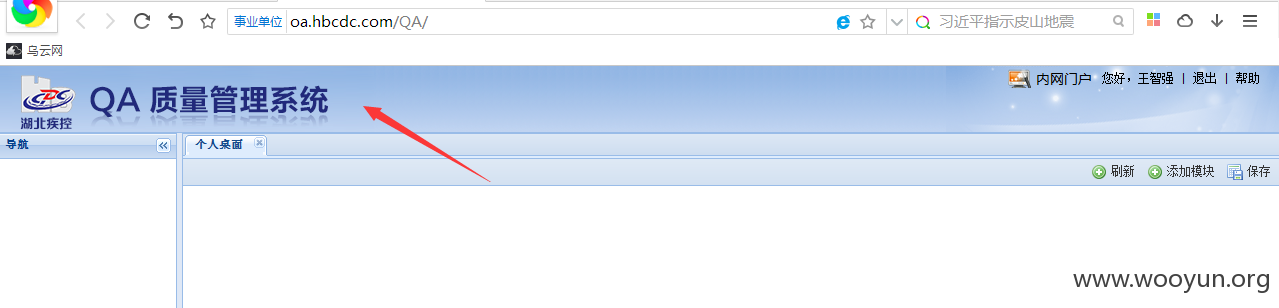 事业单位 oa.hbcdc.com/QA/ 习近平指示皮山地震
乌云网
CDC 湖北疾控 QA 质量管理系统 内网门户 您好，王智强 | 退出 | 帮助
导航 个人桌面
刷新 添加模块 保存
www.wooyun.org